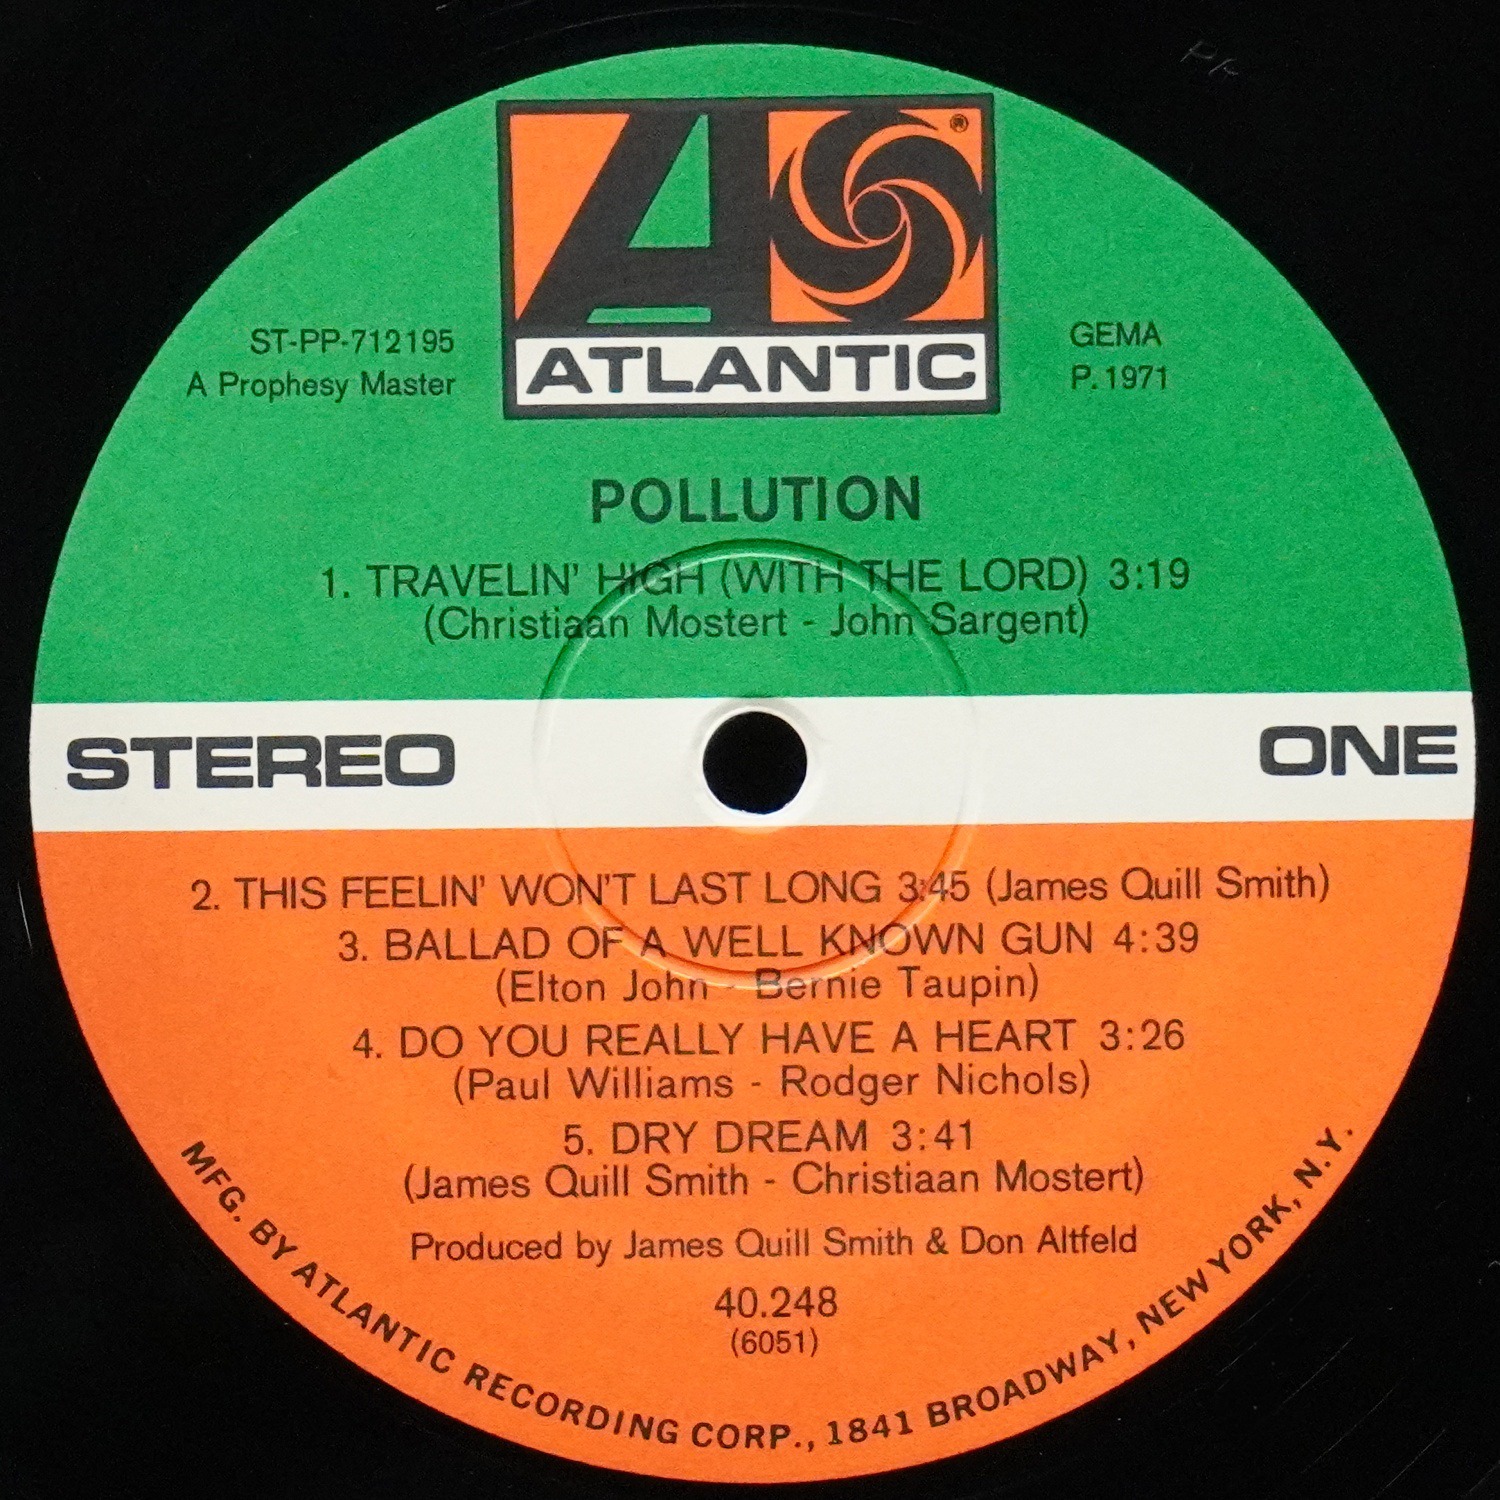 ATLANTIC
®
ST-PP-712195
A Prophesy Master
GEMA
P. 1971
POLLUTION
1. TRAVELIN' HIGH (WITH THE LORD) 3:19
(Christiaan Mostert - John Sargent)
STEREO
ONE
2. THIS FEELIN' WON'T LAST LONG 3:45 (James Quill Smith)
3. BALLAD OF A WELL KNOWN GUN 4:39
(Elton John - Bernie Taupin)
4. DO YOU REALLY HAVE A HEART 3:26
(Paul Williams - Rodger Nichols)
5. DRY DREAM 3:41
(James Quill Smith - Christiaan Mostert)
Produced by James Quill Smith & Don Altfeld
40.248
(6051)
MFG. BY ATLANTIC RECORDING CORP., 1841 BROADWAY, NEW YORK, N.Y.